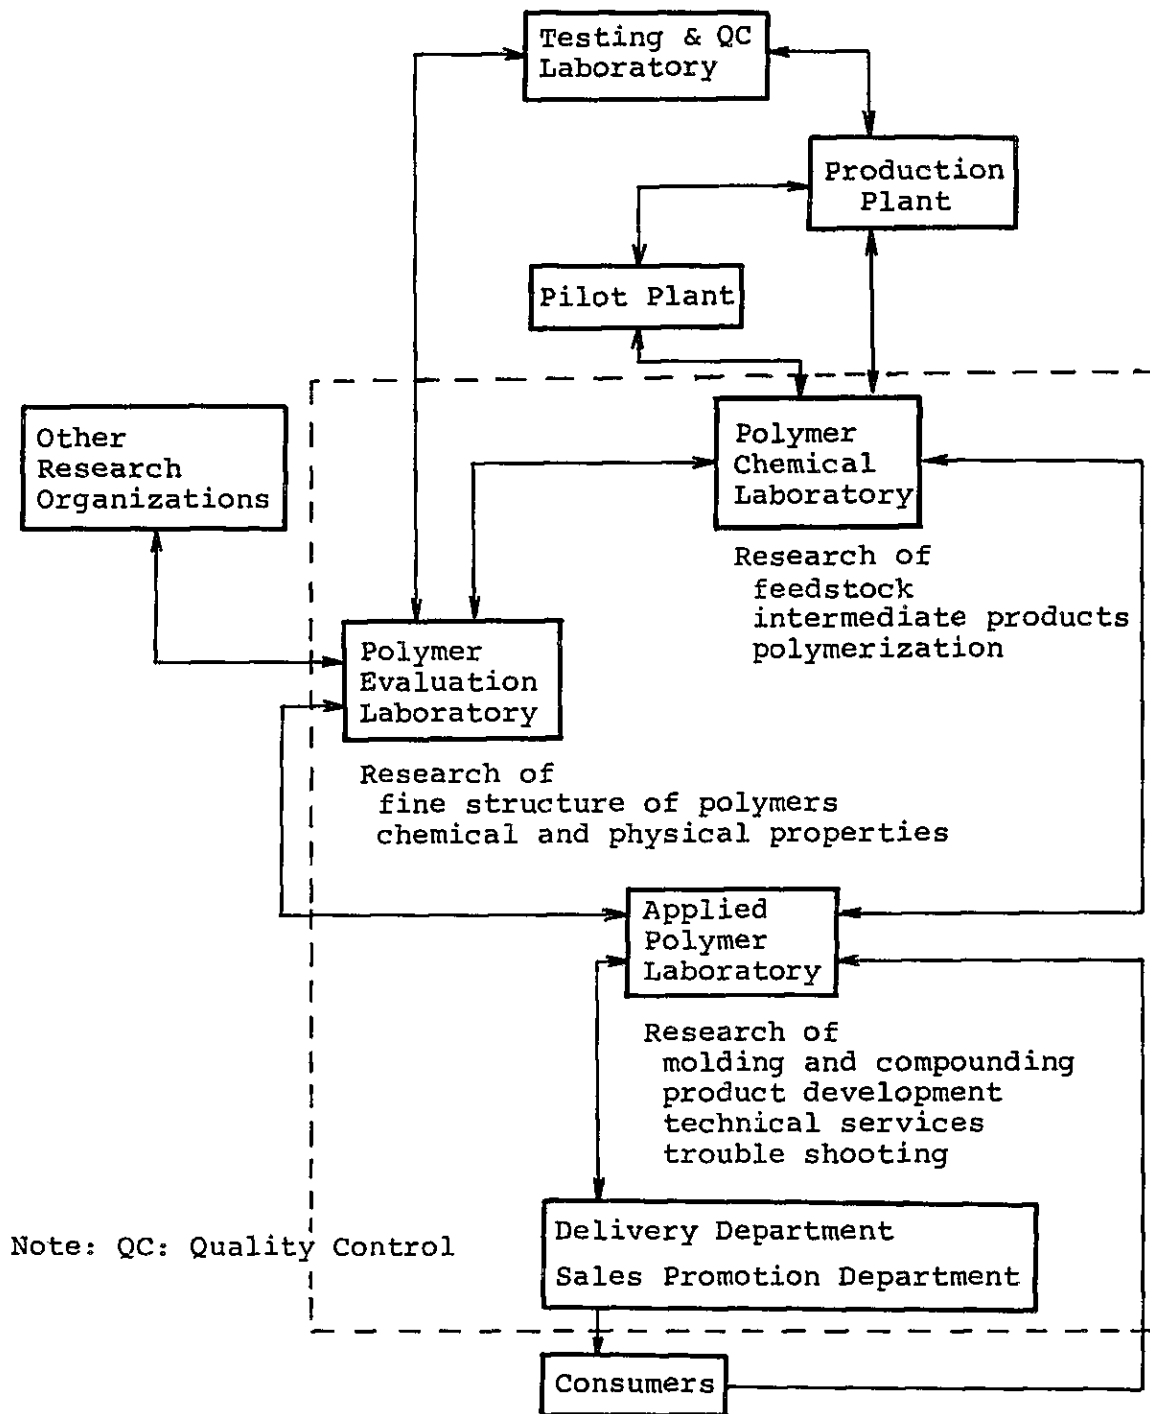 Testing & QC
Laboratory
Production
Plant
Pilot Plant
Other
Research
Organizations
Polymer
Chemical
Laboratory
Research of
feedstock
intermediate products
polymerization
Polymer
Evaluation
Laboratory
Research of
fine structure of polymers
chemical and physical properties
Applied
Polymer
Laboratory
Research of
molding and compounding
product development
technical services
trouble shooting
Delivery Department
Sales Promotion Department
Note: QC: Quality Control
Consumers